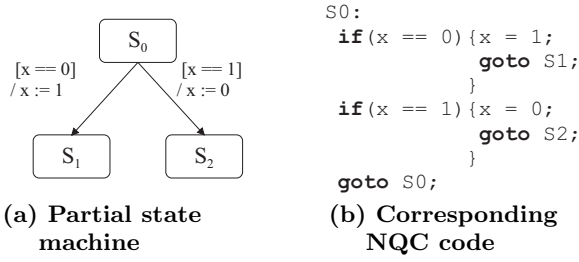 S0
[x == 0]
/ x := 1
[x == 1]
/ x := 0
S1
S2
(a) Partial state
machine
S0:
if(x == 0){x = 1;
goto S1;
}
if(x == 1){x = 0;
goto S2;
}
goto S0;
(b) Corresponding
NQC code